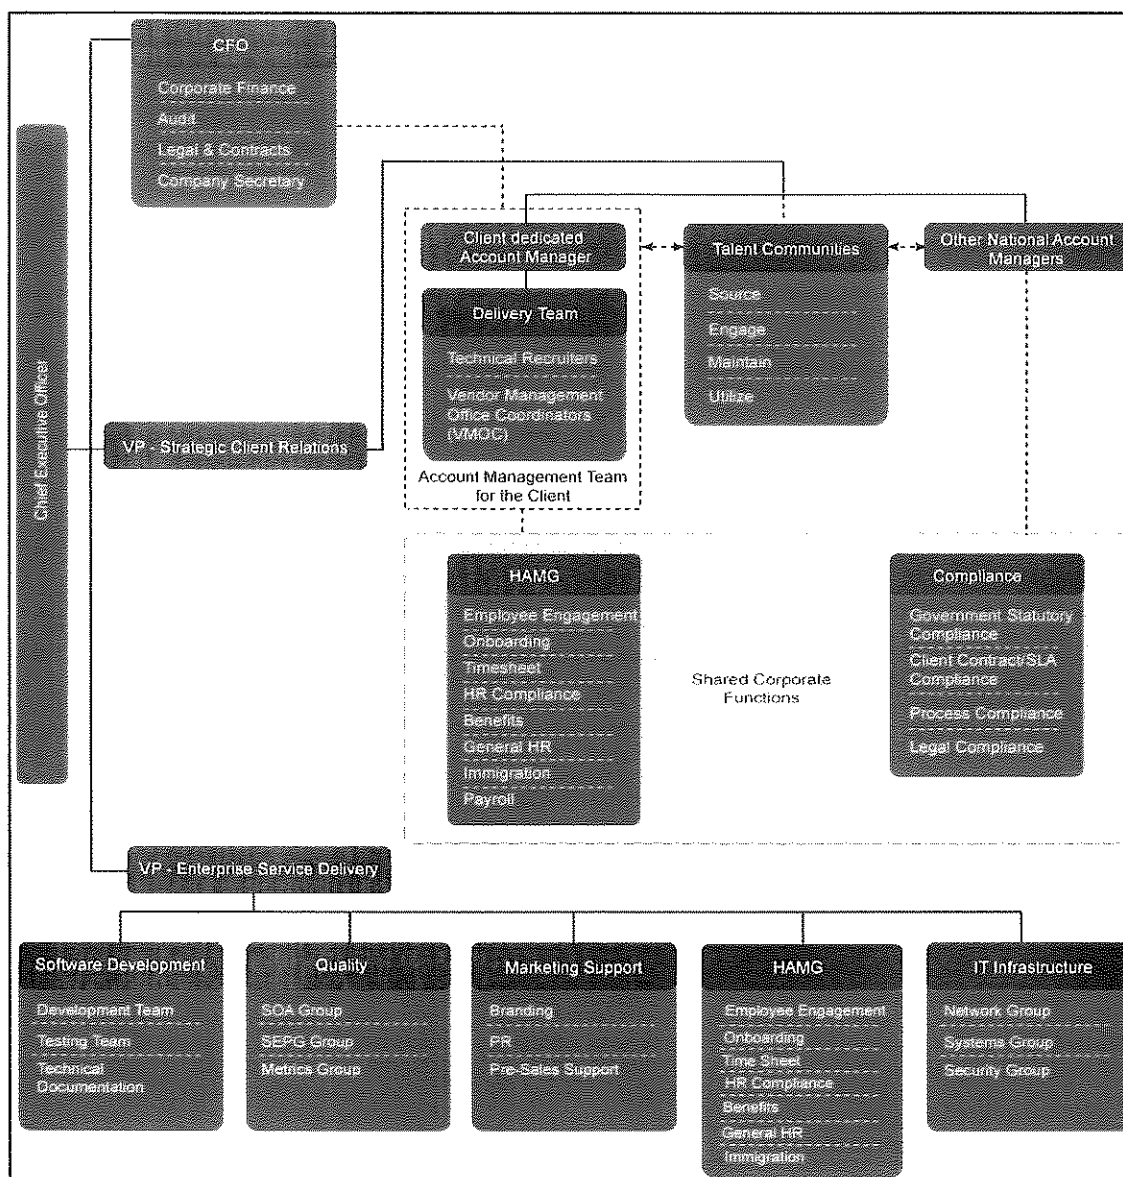 CFO
Corporate Finance
Audit
Legal & Contracts
Company Secretary
Chief Executive Officer
VP - Strategic Client Relations
Client dedicated
Account Manager
Delivery Team
Technical Recruiters
Vendor Management
Office Coordinators
(VMOC)
Account Management Team
for the Client
Talent Communities
Source
Engage
Maintain
Utilize
Other National Account
Managers
HAMG
Employee Engagement
Onboarding
Timesheet
HR Compliance
Benefits
General HR
Immigration
Payroll
Shared Corporate
Functions
Compliance
Government Statutory
Compliance
Client Contract/SLA
Compliance
Process Compliance
Legal Compliance
VP - Enterprise Service Delivery
Software Development
Development Team
Testing Team
Technical
Documentation
Quality
SOA Group
SEPG Group
Metrics Group
Marketing Support
Branding
PR
Pre-Sales Support
HAMG
Employee Engagement
Onboarding
Time Sheet
HR Compliance
Benefits
General HR
Immigration
IT Infrastructure
Network Group
Systems Group
Security Group